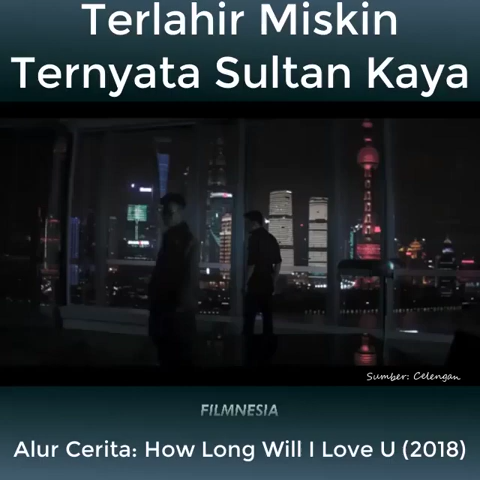 Terlahir Miskin
Ternyata Sultan Kaya
Sumber: Celengan
FILMNESIA
Alur Cerita: How Long Will I Love U (2018)